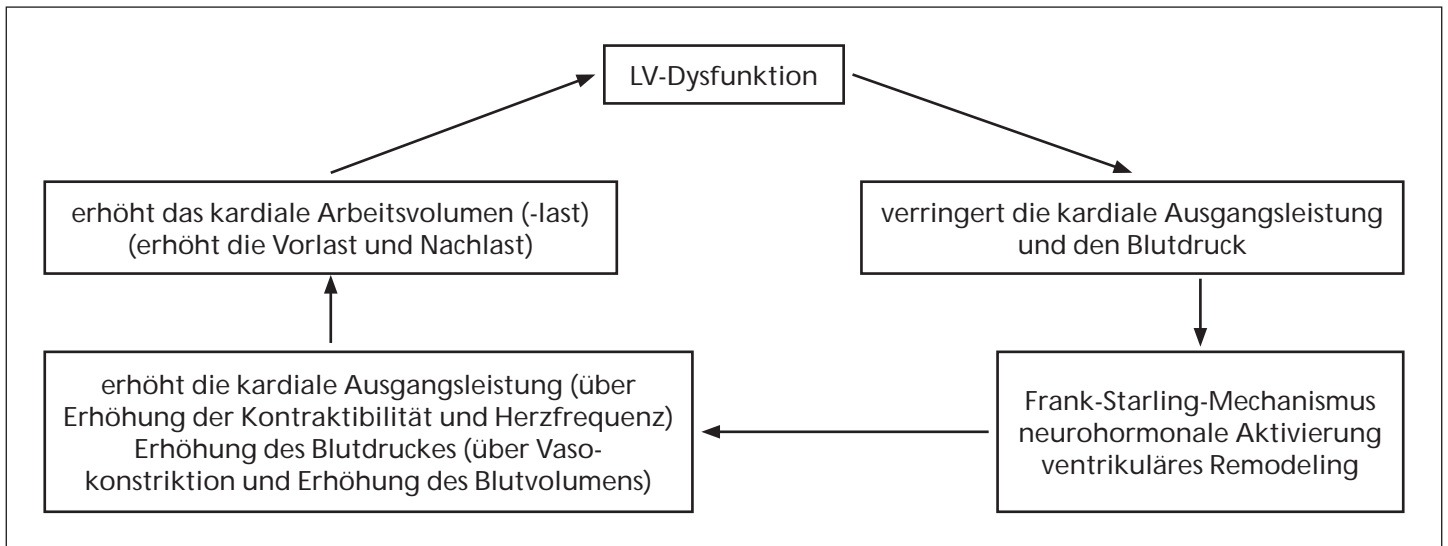 LV-Dysfunktion
verringert die kardiale Ausgangsleistung
und den Blutdruck
Frank-Starling-Mechanismus
neurohormonale Aktivierung
ventrikuläres Remodeling
erhöht die kardiale Ausgangsleistung (über
Erhöhung der Kontraktibilität und Herzfrequenz)
Erhöhung des Blutdruckes (über Vaso-
konstriktion und Erhöhung des Blutvolumens)
erhöht das kardiale Arbeitsvolumen (-last)
(erhöht die Vorlast und Nachlast)